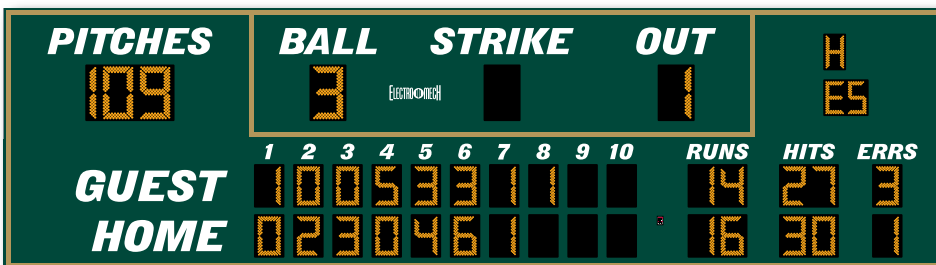 PITCHES BALL STRIKE OUT H
109 3 ELECTRO-MECH 1 E5
1 2 3 4 5 6 7 8 9 10 RUNS HITS ERRS
GUEST 1 0 0 5 3 3 1 1 14 27 3
HOME 0 2 3 0 4 6 1 16 30 1